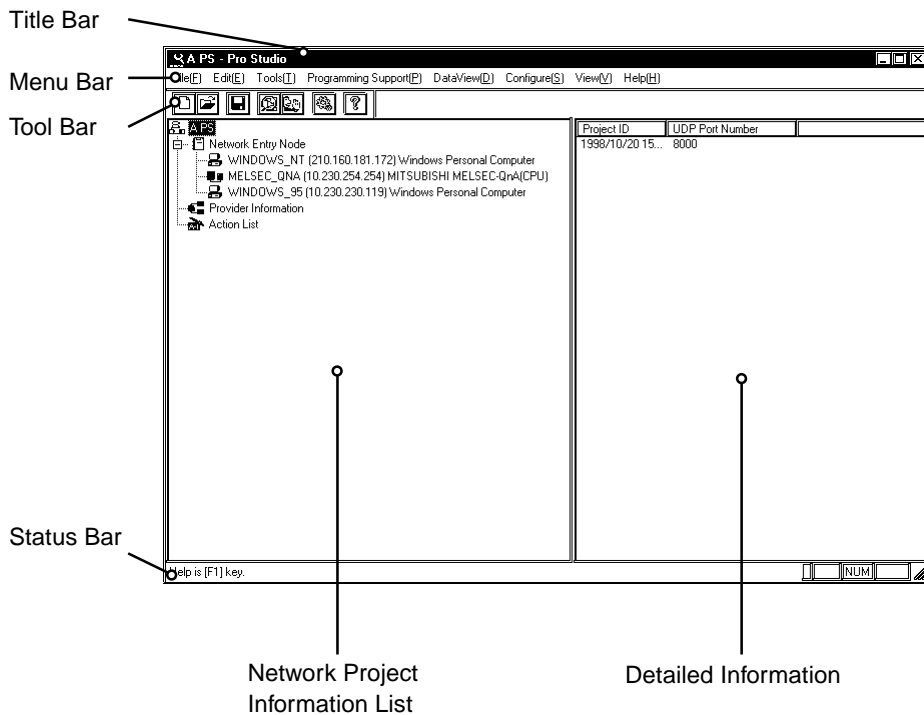 Title Bar
A PS - Pro Studio
Menu Bar
File(F) Edit(E) Tools(T) Programming Support(P) DataView(D) Configure(S) View(V) Help(H)
Tool Bar
A PS
Network Entry Node
WINDOWS_NT (210.160.181.172) Windows Personal Computer
MELSEC_QNA (10.230.254.254) MITSUBISHI MELSEC-QnA(CPU)
WINDOWS_95 (10.230.230.119) Windows Personal Computer
Provider Information
Action List
Project ID UDP Port Number
1998/10/20 15... 8000
Status Bar
Help is [F1] key.
NUM
Network Project
Information List
Detailed Information